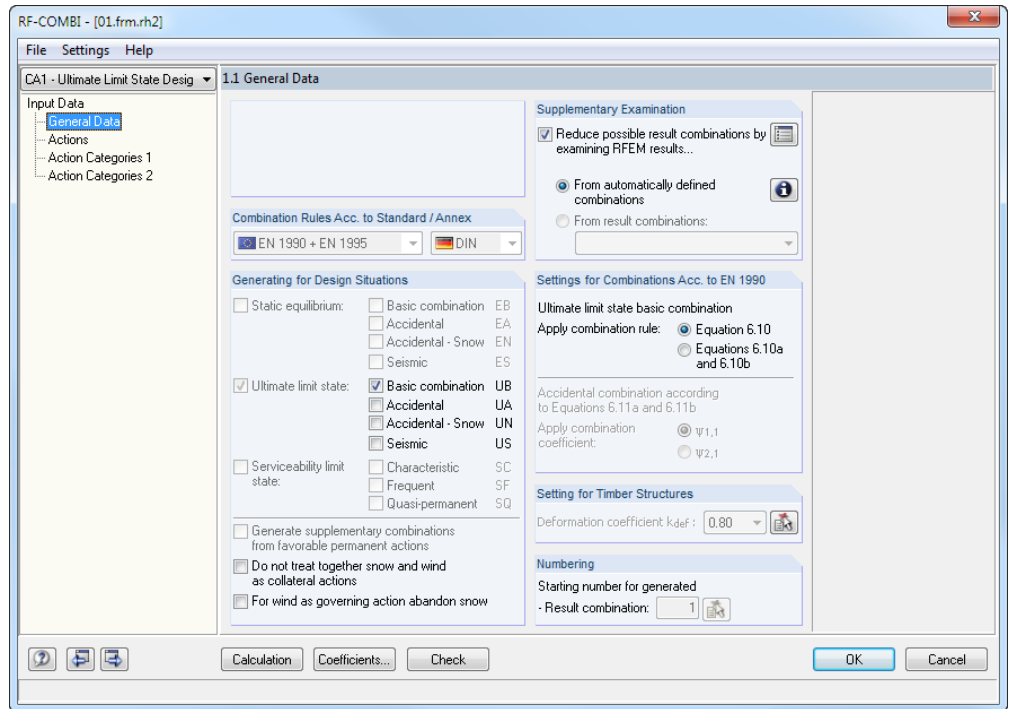 RF-COMBI - [01.frm.rh2]
File Settings Help
CA1 - Ultimate Limit State Desig
1.1 General Data
Input Data
General Data
Actions
Action Categories 1
Action Categories 2
Combination Rules Acc. to Standard / Annex
EN 1990 + EN 1995
DIN
Generating for Design Situations
Static equilibrium:
Basic combination EB
Accidental EA
Accidental - Snow EN
Seismic ES
Ultimate limit state:
Basic combination UB
Accidental UA
Accidental - Snow UN
Seismic US
Serviceability limit
state:
Characteristic SC
Frequent SF
Quasi-permanent SQ
Generate supplementary combinations
from favorable permanent actions
Do not treat together snow and wind
as collateral actions
For wind as governing action abandon snow
Supplementary Examination
Reduce possible result combinations by
examining RFEM results...
From automatically defined
combinations
From result combinations:
Settings for Combinations Acc. to EN 1990
Ultimate limit state basic combination
Apply combination rule:
Equation 6.10
Equations 6.10a
and 6.10b
Accidental combination according
to Equations 6.11a and 6.11b
Apply combination
coefficient:
Ψ1,1
Ψ2,1
Setting for Timber Structures
Deformation coefficient kdef : 0.80
Numbering
Starting number for generated
- Result combination: 1
Calculation
Coefficients...
Check
OK
Cancel